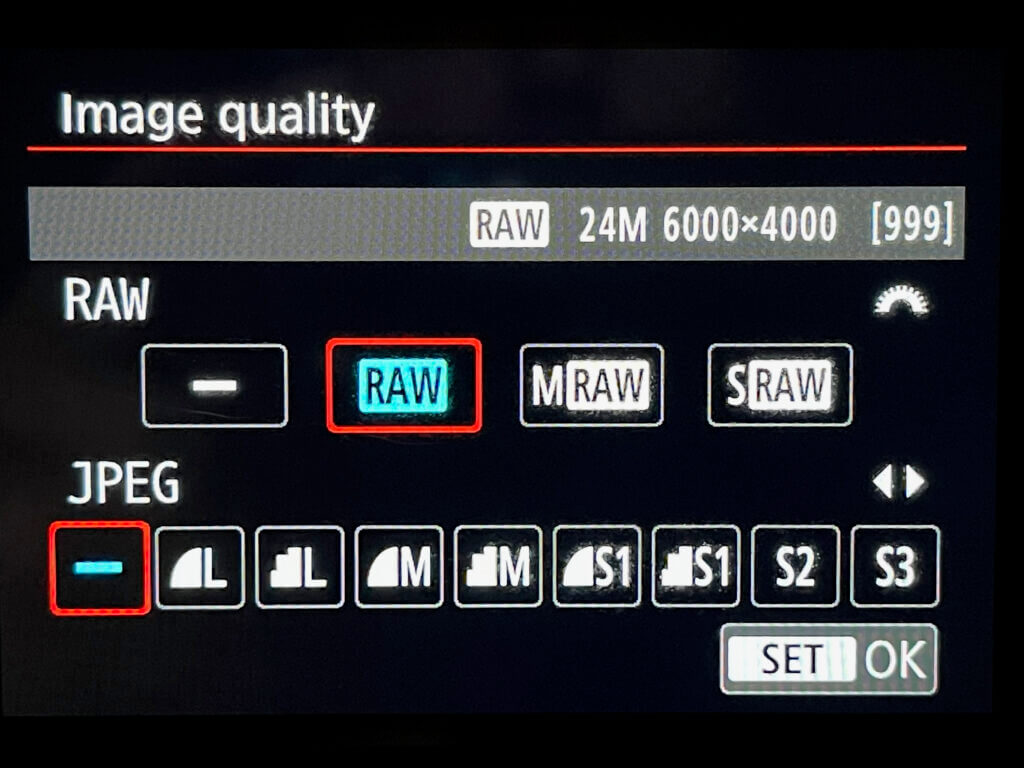 Image quality
RAW 24M 6000×4000 [999]
RAW
— RAW MRAW SRAW
JPEG
— L L M M S1 S1 S2 S3
SET OK